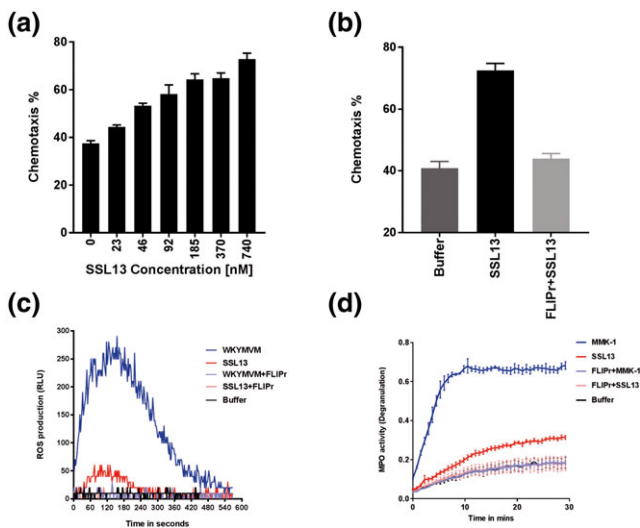 (a)
Chemotaxis %
80
60
40
20
0
0 23 46 92 185 370 740
SSL13 Concentration [nM]
(b)
Chemotaxis %
80
60
40
20
Buffer SSL13 FLIPr+SSL13
(c)
ROS production (RLU)
300
250
200
150
100
50
0
0 60 120 180 240 300 360 420 480 540 600
Time in seconds
WKYMVM
SSL13
WKYMVM+FLIPr
SSL13+FLIPr
Buffer
(d)
MPO activity (Degranulation)
0.8
0.6
0.4
0.2
0.0
0 10 20 30
Time in mins
MMK-1
SSL13
FLIPr+MMK-1
FLIPr+SSL13
Buffer